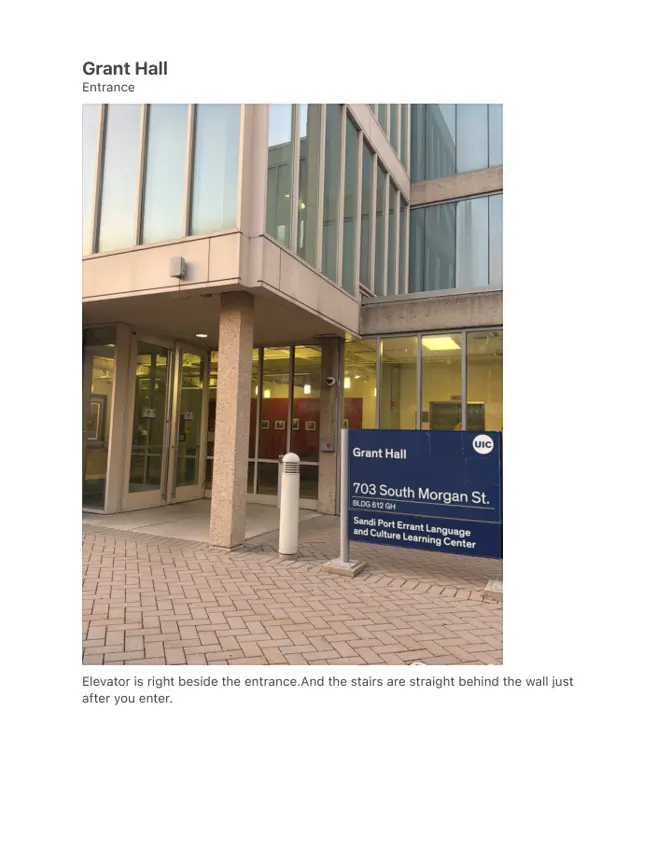 Grant Hall
Entrance
UIC
Grant Hall
703 South Morgan St.
BLDG 612 GH
Sandi Port Errant Language
and Culture Learning Center
Elevator is right beside the entrance.And the stairs are straight behind the wall just
after you enter.